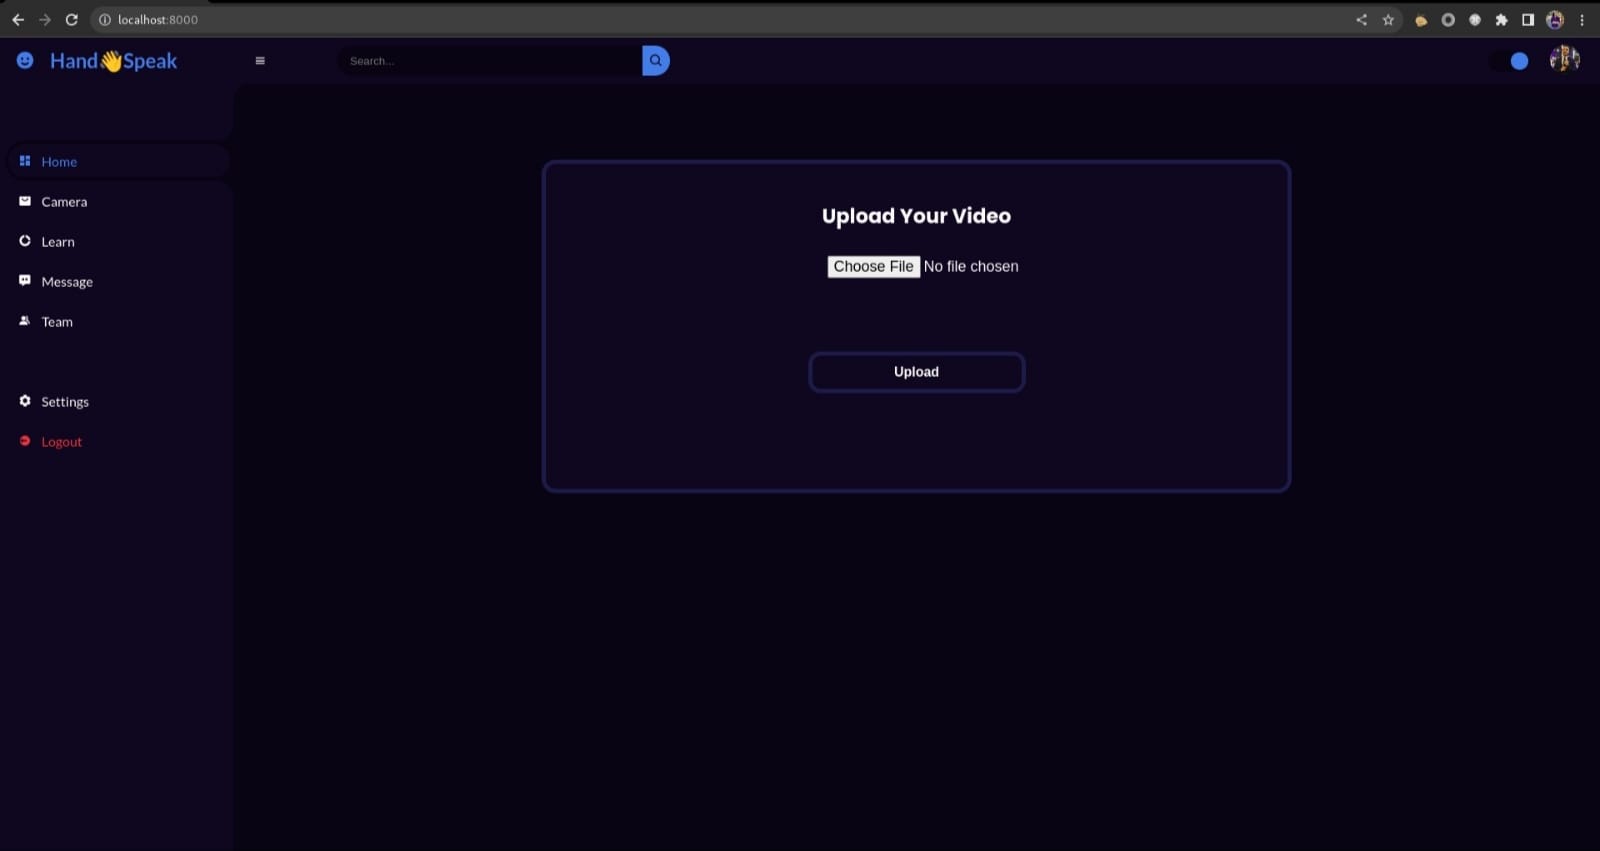 localhost:8000
Hand👋Speak
Search...
Home
Camera
Learn
Message
Team
Settings
Logout
Upload Your Video
Choose File No file chosen
Upload